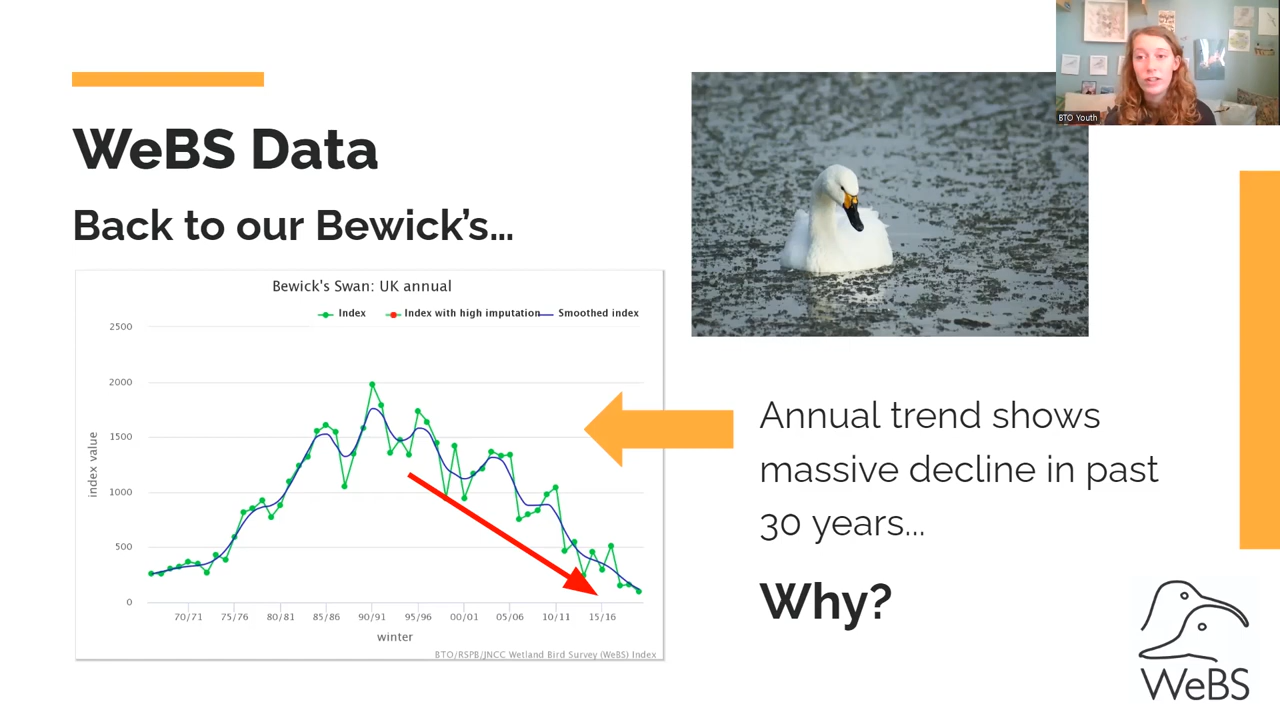 BTO Youth
WeBS Data
Back to our Bewick’s...
Bewick's Swan: UK annual
Index
Index with high imputation
Smoothed index
2500
2000
1500
1000
500
0
index value
70/71
75/76
80/81
85/86
90/91
95/96
00/01
05/06
10/11
15/16
winter
BTO/RSPB/JNCC Wetland Bird Survey (WeBS) Index
Annual trend shows
massive decline in past
30 years...
Why?
WeBS